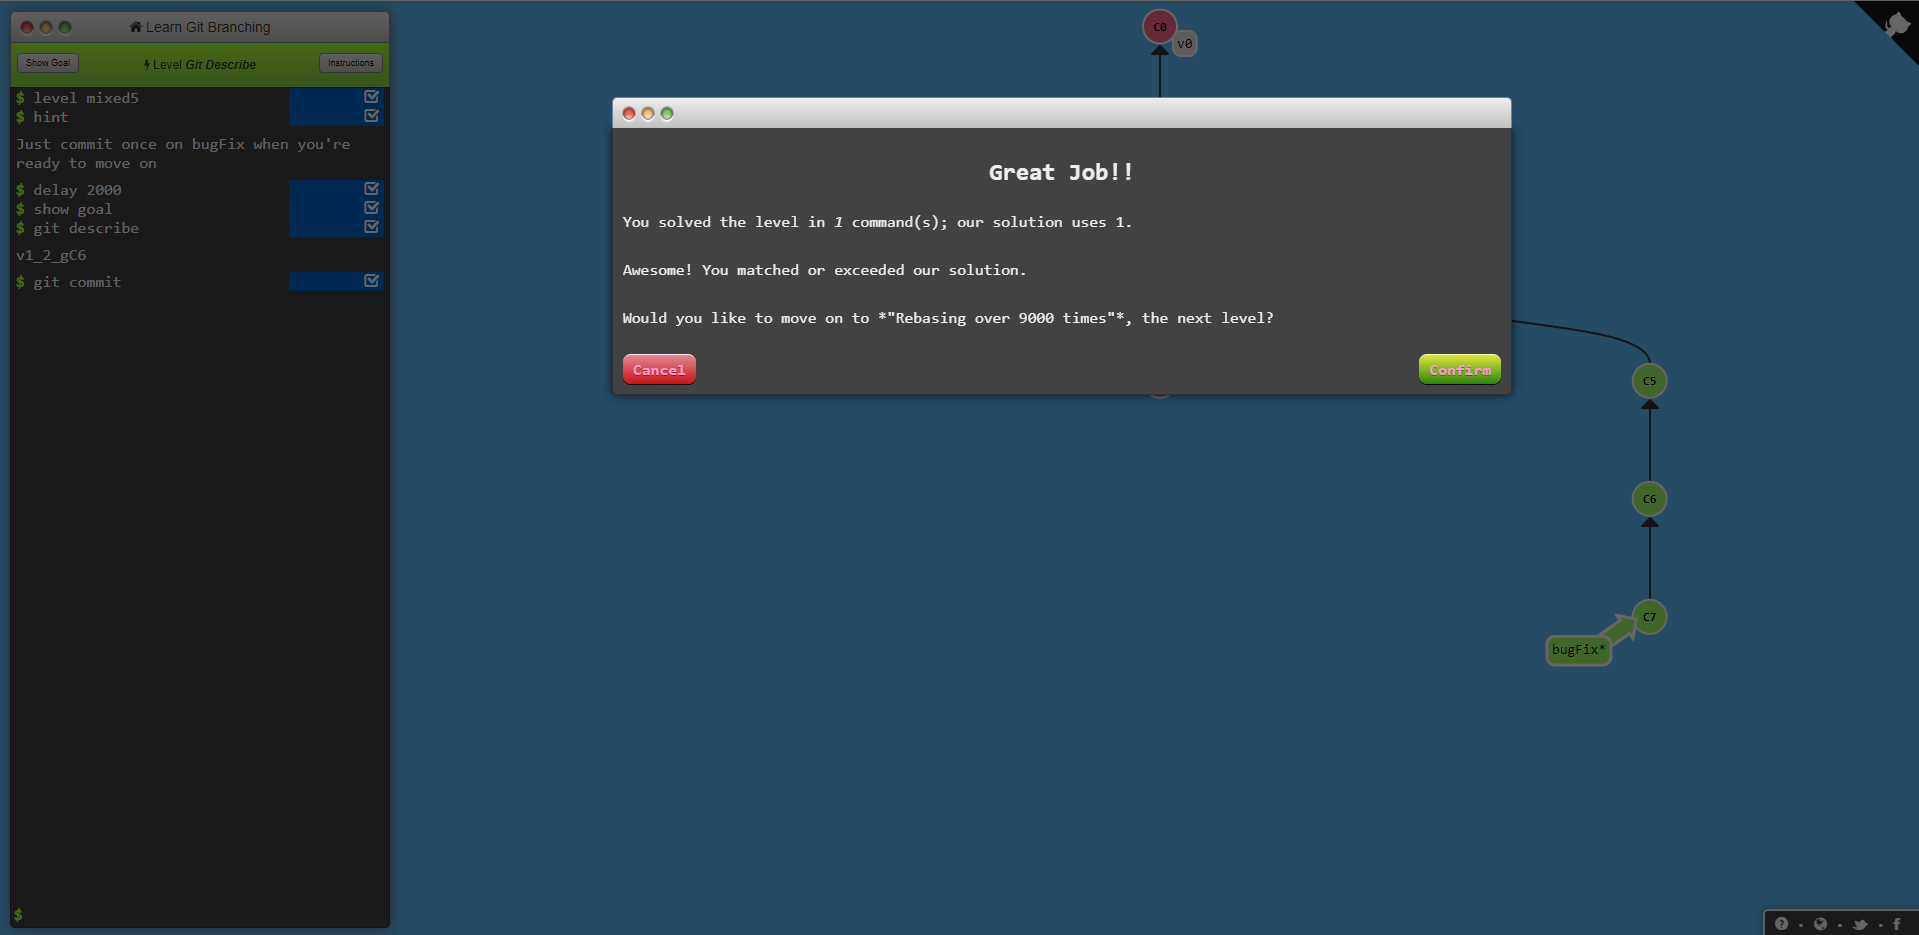 Learn Git Branching
Show Goal
Level Git Describe
Instructions
$ level mixed5
$ hint
Just commit once on bugFix when you're
ready to move on
$ delay 2000
$ show goal
$ git describe
v1_2_gC6
$ git commit
$
C0
v0
Great Job!!
You solved the level in 1 command(s); our solution uses 1.
Awesome! You matched or exceeded our solution.
Would you like to move on to *"Rebasing over 9000 times"*, the next level?
Cancel
Confirm
C5
C6
C7
bugFix*